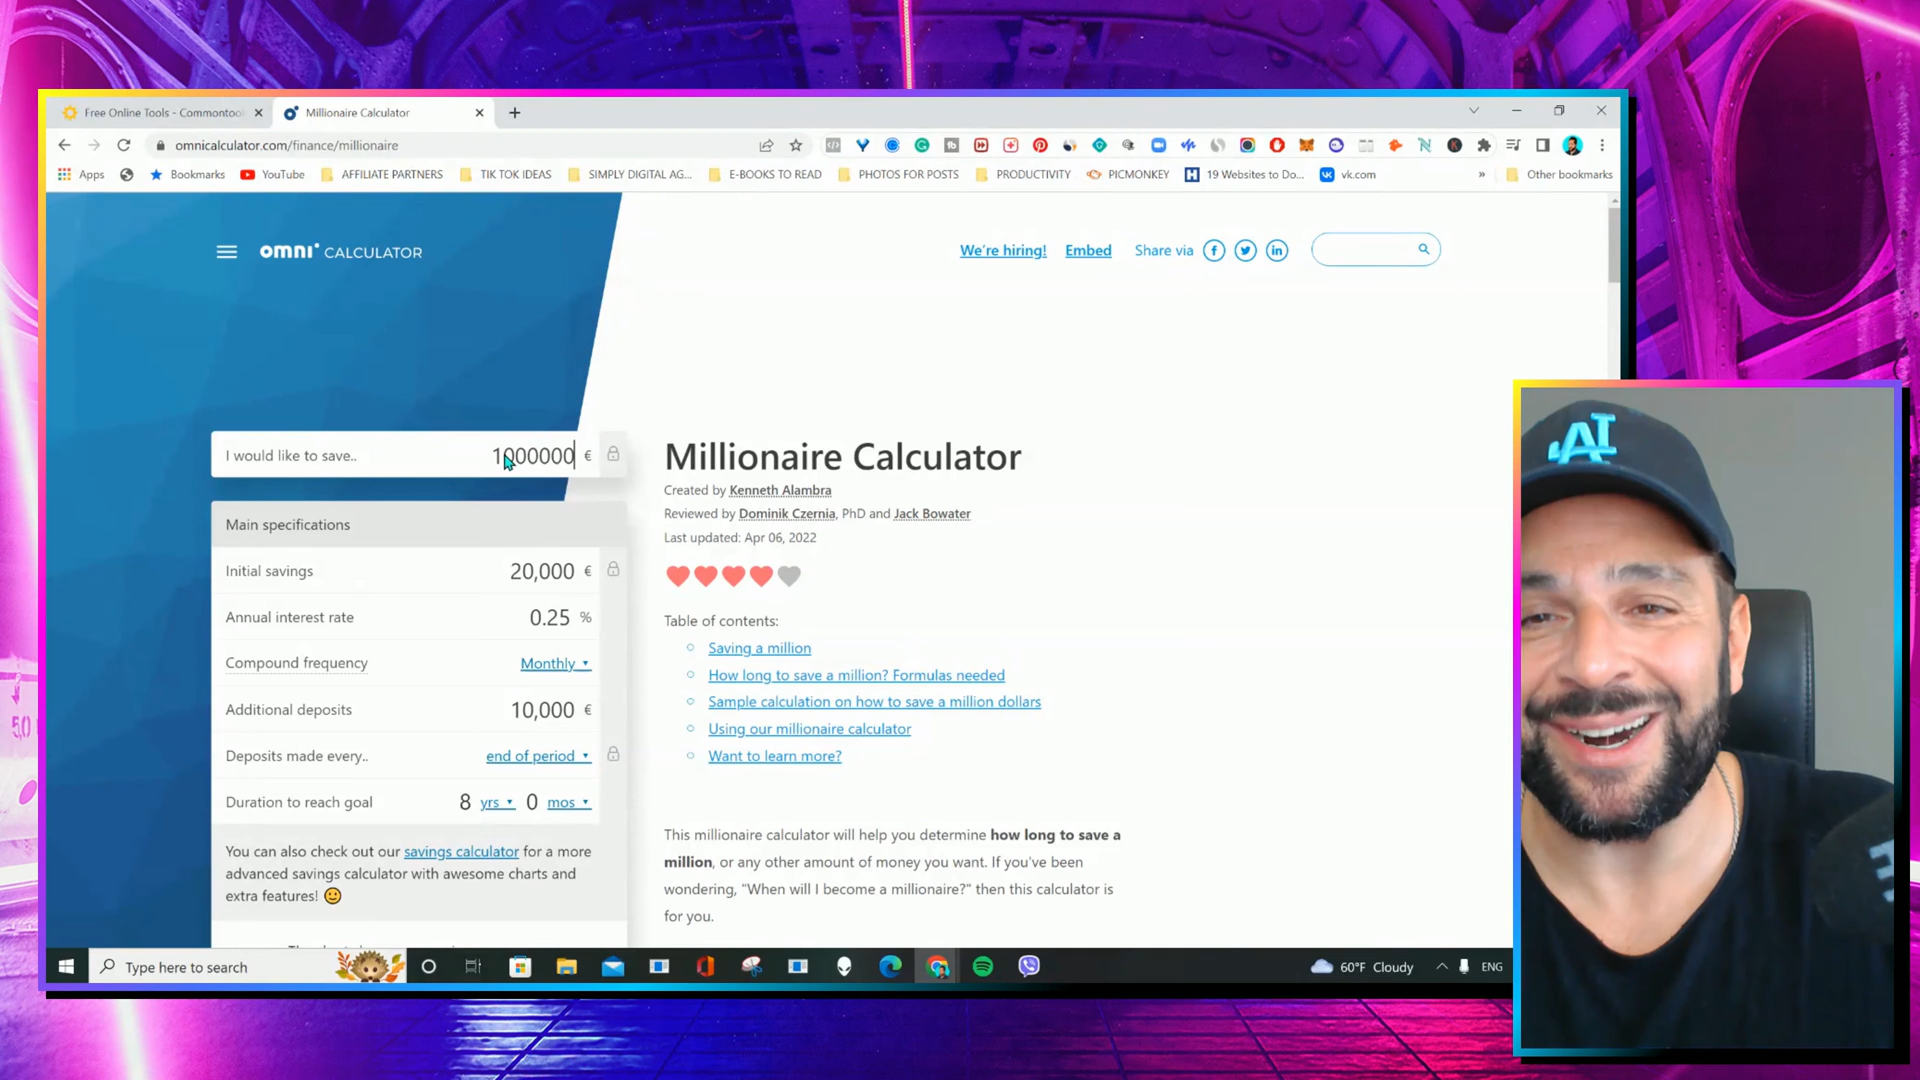 Free Online Tools - Commontoo
Millionaire Calculator
omnicalculator.com/finance/millionaire
Apps
Bookmarks
YouTube
AFFILIATE PARTNERS
TIK TOK IDEAS
SIMPLY DIGITAL AG...
E-BOOKS TO READ
PHOTOS FOR POSTS
PRODUCTIVITY
PICMONKEY
19 Websites to Do...
vk.com
»
Other bookmarks
omni CALCULATOR
We're hiring!
Embed
Share via
I would like to save..
1000000 €
Main specifications
Initial savings 20,000 €
Annual interest rate 0.25 %
Compound frequency Monthly
Additional deposits 10,000 €
Deposits made every.. end of period
Duration to reach goal 8 yrs 0 mos
You can also check out our savings calculator for a more
advanced savings calculator with awesome charts and
extra features!
Millionaire Calculator
Created by Kenneth Alambra
Reviewed by Dominik Czernia, PhD and Jack Bowater
Last updated: Apr 06, 2022
Table of contents:
Saving a million
How long to save a million? Formulas needed
Sample calculation on how to save a million dollars
Using our millionaire calculator
Want to learn more?
This millionaire calculator will help you determine how long to save a
million, or any other amount of money you want. If you've been
wondering, "When will I become a millionaire?" then this calculator is
for you.
Type here to search
60°F Cloudy
ENG